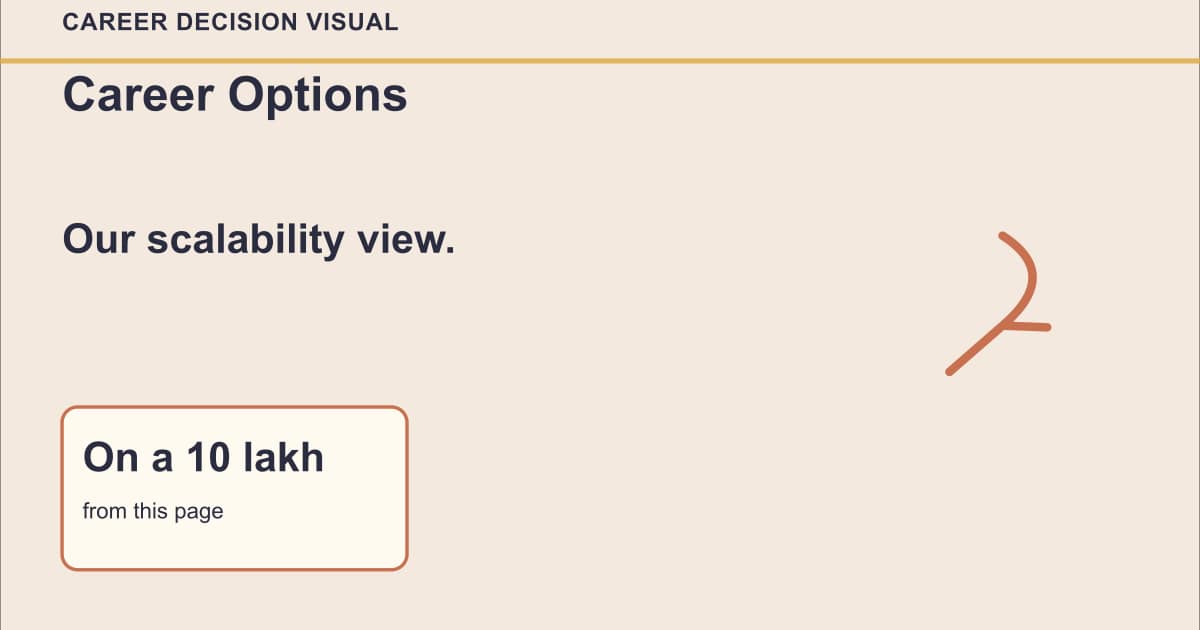 CAREER DECISION VISUAL
Career Options
Our scalability view.
On a 10 lakh
from this page